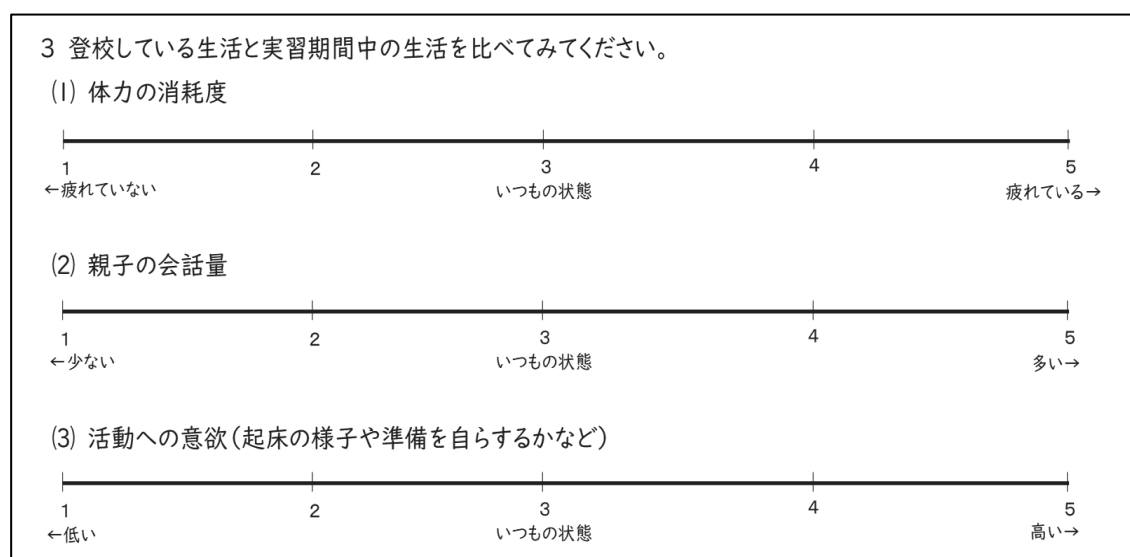 3 登校している生活と実習期間中の生活を比べてみてください。
(1) 体力の消耗度
1 2 3 4 5
←疲れていない いつもの状態 疲れている→
(2) 親子の会話量
1 2 3 4 5
←少ない いつもの状態 多い→
(3) 活動への意欲(起床の様子や準備を自らするかなど)
1 2 3 4 5
←低い いつもの状態 高い→